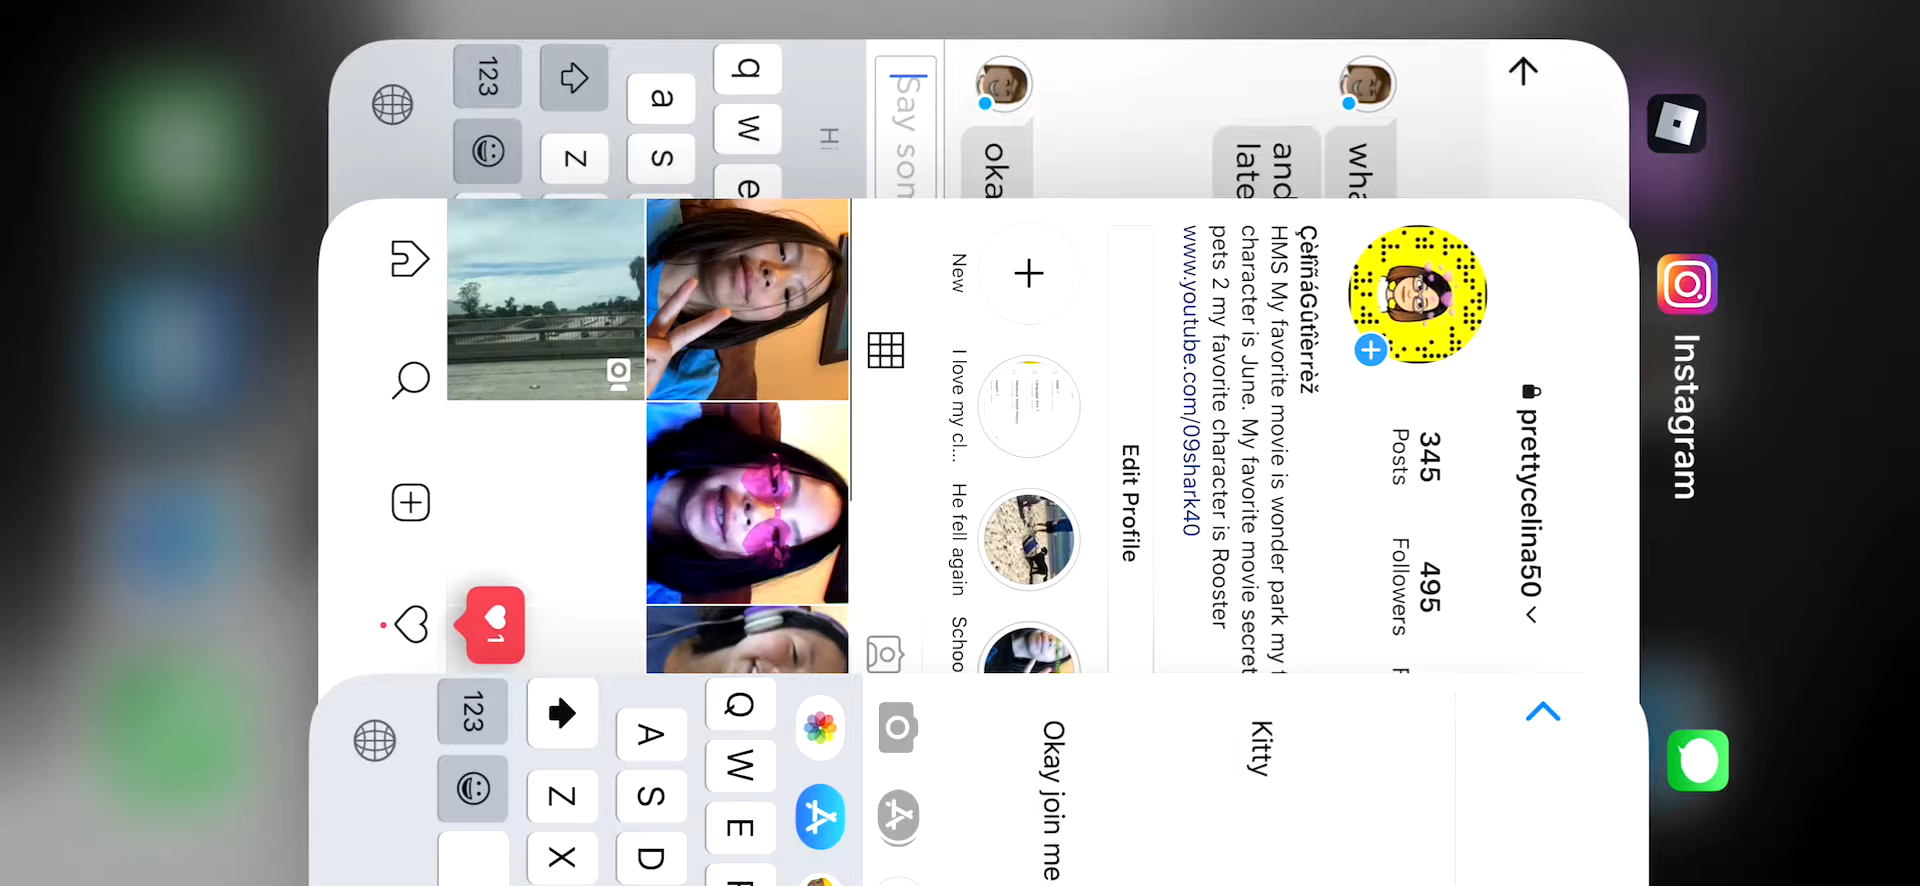 Say som
oka
and
late
wha
Hi
123
q
w
e
a
s
z
Instagram
prettycelina50
345
Posts
495
Followers
ÇèłîñáGûtîèrrèž
HMS My favorite movie is wonder park my f
character is June. My favorite movie secret
pets 2 my favorite character is Rooster
www.youtube.com/09shark40
Edit Profile
New
I love my cl...
He fell again
Schoo
1
Kitty
Okay join me
Q
W
E
A
S
D
Z
X
123